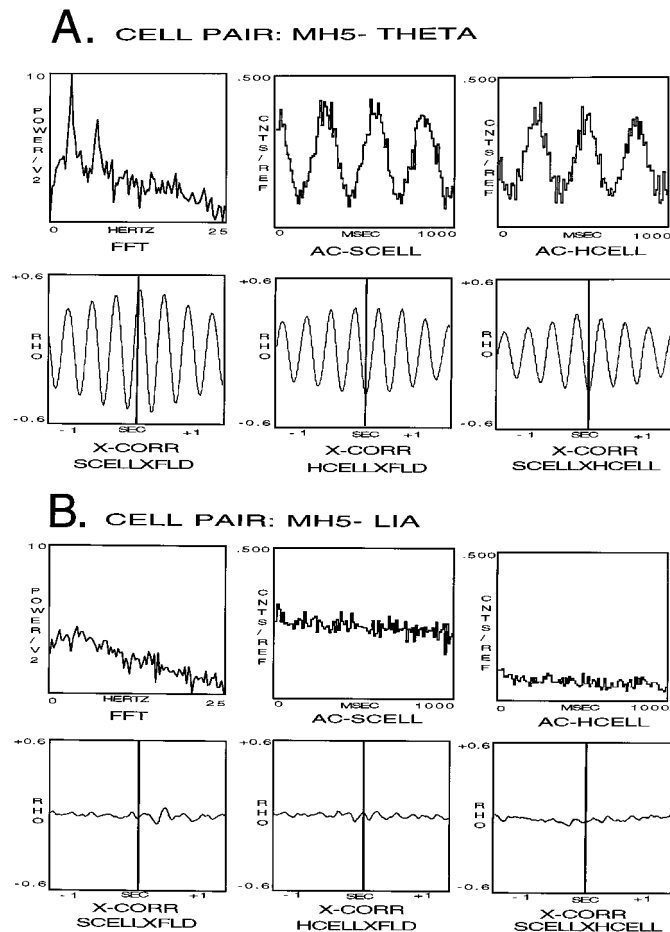 A. CELL PAIR: MH5- THETA
10
POWER/V2
0 HERTZ 25
FFT
.500
CNTS/REF
0 MSEC 1000
AC-SCELL
.500
CNTS/REF
0 MSEC 1000
AC-HCELL
+0.6
RHO
-0.6
-1 SEC +1
X-CORR
SCELLXFLD
+0.6
RHO
-0.6
-1 SEC +1
X-CORR
HCELLXFLD
+0.6
RHO
-0.6
-1 SEC +1
X-CORR
SCELLXHCELL
B. CELL PAIR: MH5- LIA
10
POWER/V2
0 HERTZ 25
FFT
.500
CNTS/REF
0 MSEC 1000
AC-SCELL
.500
CNTS/REF
0 MSEC 1000
AC-HCELL
+0.6
RHO
-0.6
-1 SEC +1
X-CORR
SCELLXFLD
+0.6
RHO
-0.6
-1 SEC +1
X-CORR
HCELLXFLD
+0.6
RHO
-0.6
-1 SEC +1
X-CORR
SCELLXHCELL